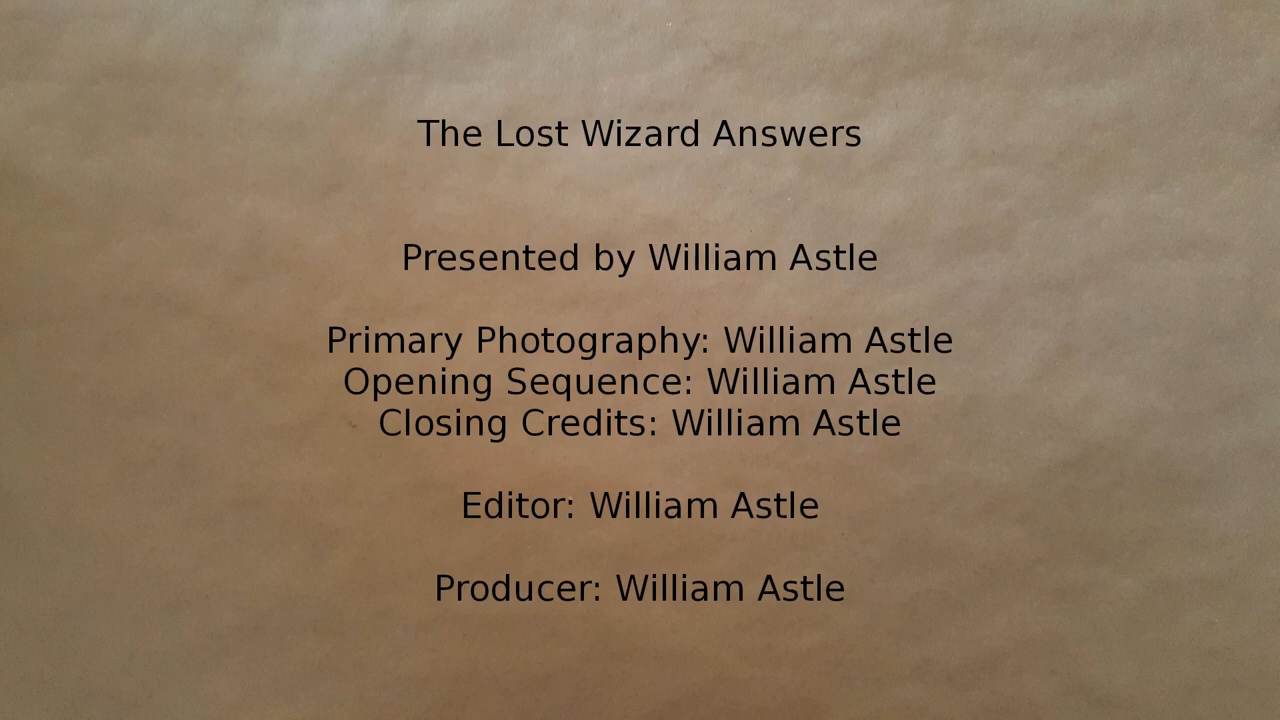 The Lost Wizard Answers
Presented by William Astle
Primary Photography: William Astle
Opening Sequence: William Astle
Closing Credits: William Astle
Editor: William Astle
Producer: William Astle